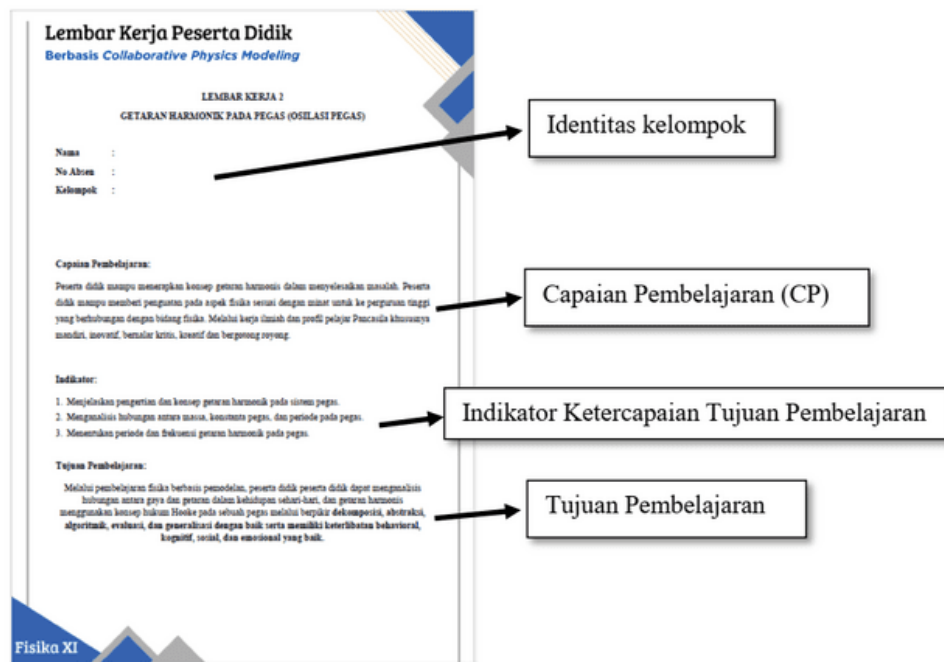 Lembar Kerja Peserta Didik
Berbasis Collaborative Physics Modeling
LEMBAR KERJA 2
GETARAN HARMONIK PADA PEGAS (OSILASI PEGAS)
Nama :
No Absen :
Kelompok :
Identitas kelompok
Capaian Pembelajaran:
Peserta didik mampu menerapkan konsep getaran harmonis dalam menyelesaikan masalah. Peserta
didik mampu memberi penguatan pada aspek fisika sesuai dengan minat untuk ke perguruan tinggi
yang berhubungan dengan bidang fisika. Melalui kerja ilmiah dan profil pelajar Pancasila khususnya
mandiri, inovatif, bernalar kritis, kreatif dan bergotong royong.
Capaian Pembelajaran (CP)
Indikator:
1. Menjelaskan pengertian dan konsep getaran harmonik pada sistem pegas.
2. Menganalisis hubungan antara massa, konstanta pegas, dan periode pada pegas.
3. Menentukan periode dan frekuensi getaran harmonik pada pegas.
Indikator Ketercapaian Tujuan Pembelajaran
Tujuan Pembelajaran:
Melalui pembelajaran fisika berbasis pemodelan, peserta didik peserta didik dapat menganalisis
hubungan antara gaya dan getaran dalam kehidupan sehari-hari, dan getaran harmonis
menggunakan konsep hukum Hooke pada sebuah pegas melalui berpikir dekomposisi, abstraksi,
algoritmik, evaluasi, dan generalisasi dengan baik serta memiliki keterlibatan behavioral,
kognitif, sosial, dan emosional yang baik.
Tujuan Pembelajaran
Fisika XI